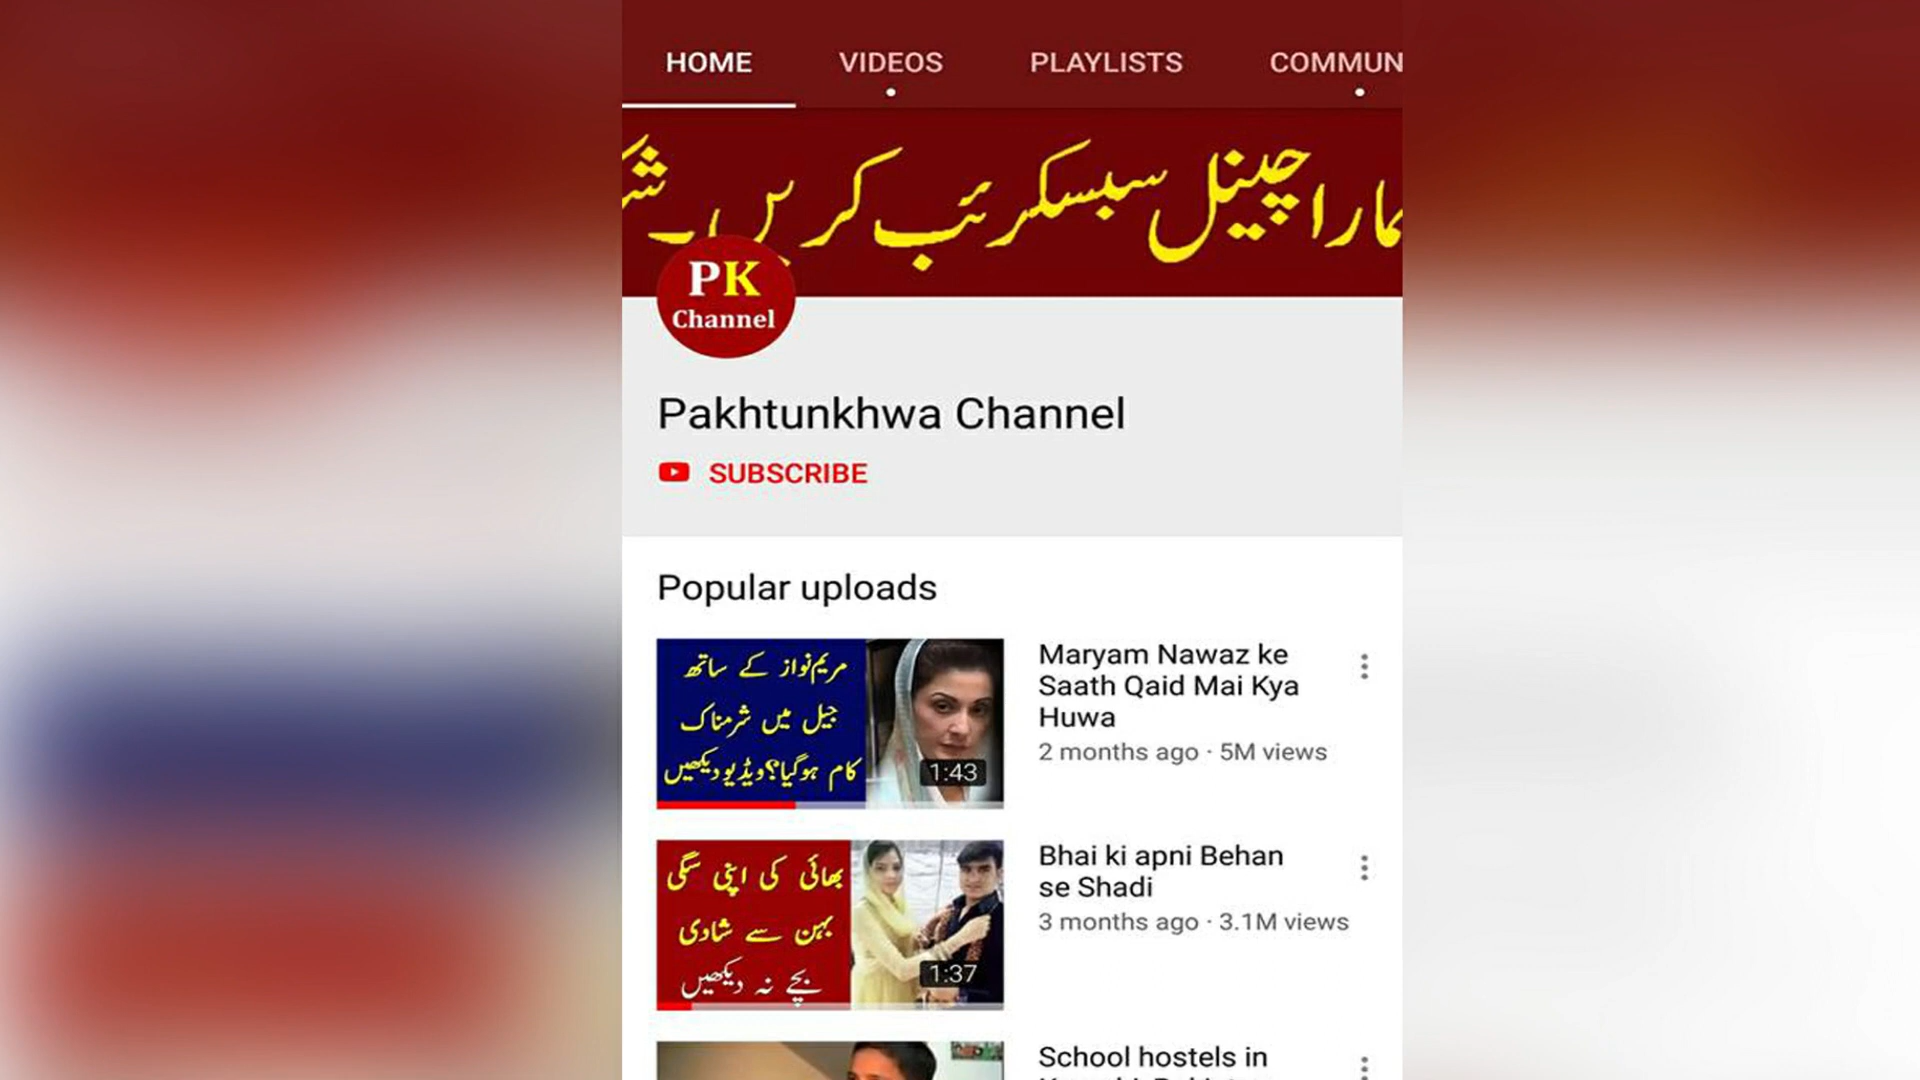 HOME VIDEOS PLAYLISTS COMMUN
ہمارا چینل سبسکرئب کریں۔
PK
Channel
Pakhtunkhwa Channel
SUBSCRIBE
Popular uploads
مریم نواز کے ساتھ
جیل میں شرمناک
کام ہوگیا؟ ویڈیو دیکھیں
1:43
Maryam Nawaz ke
Saath Qaid Mai Kya
Huwa
2 months ago · 5M views
بھائی کی اپنی سگی
بہن سے شادی
بچے نہ دیکھیں
1:37
Bhai ki apni Behan
se Shadi
3 months ago · 3.1M views
School hostels in